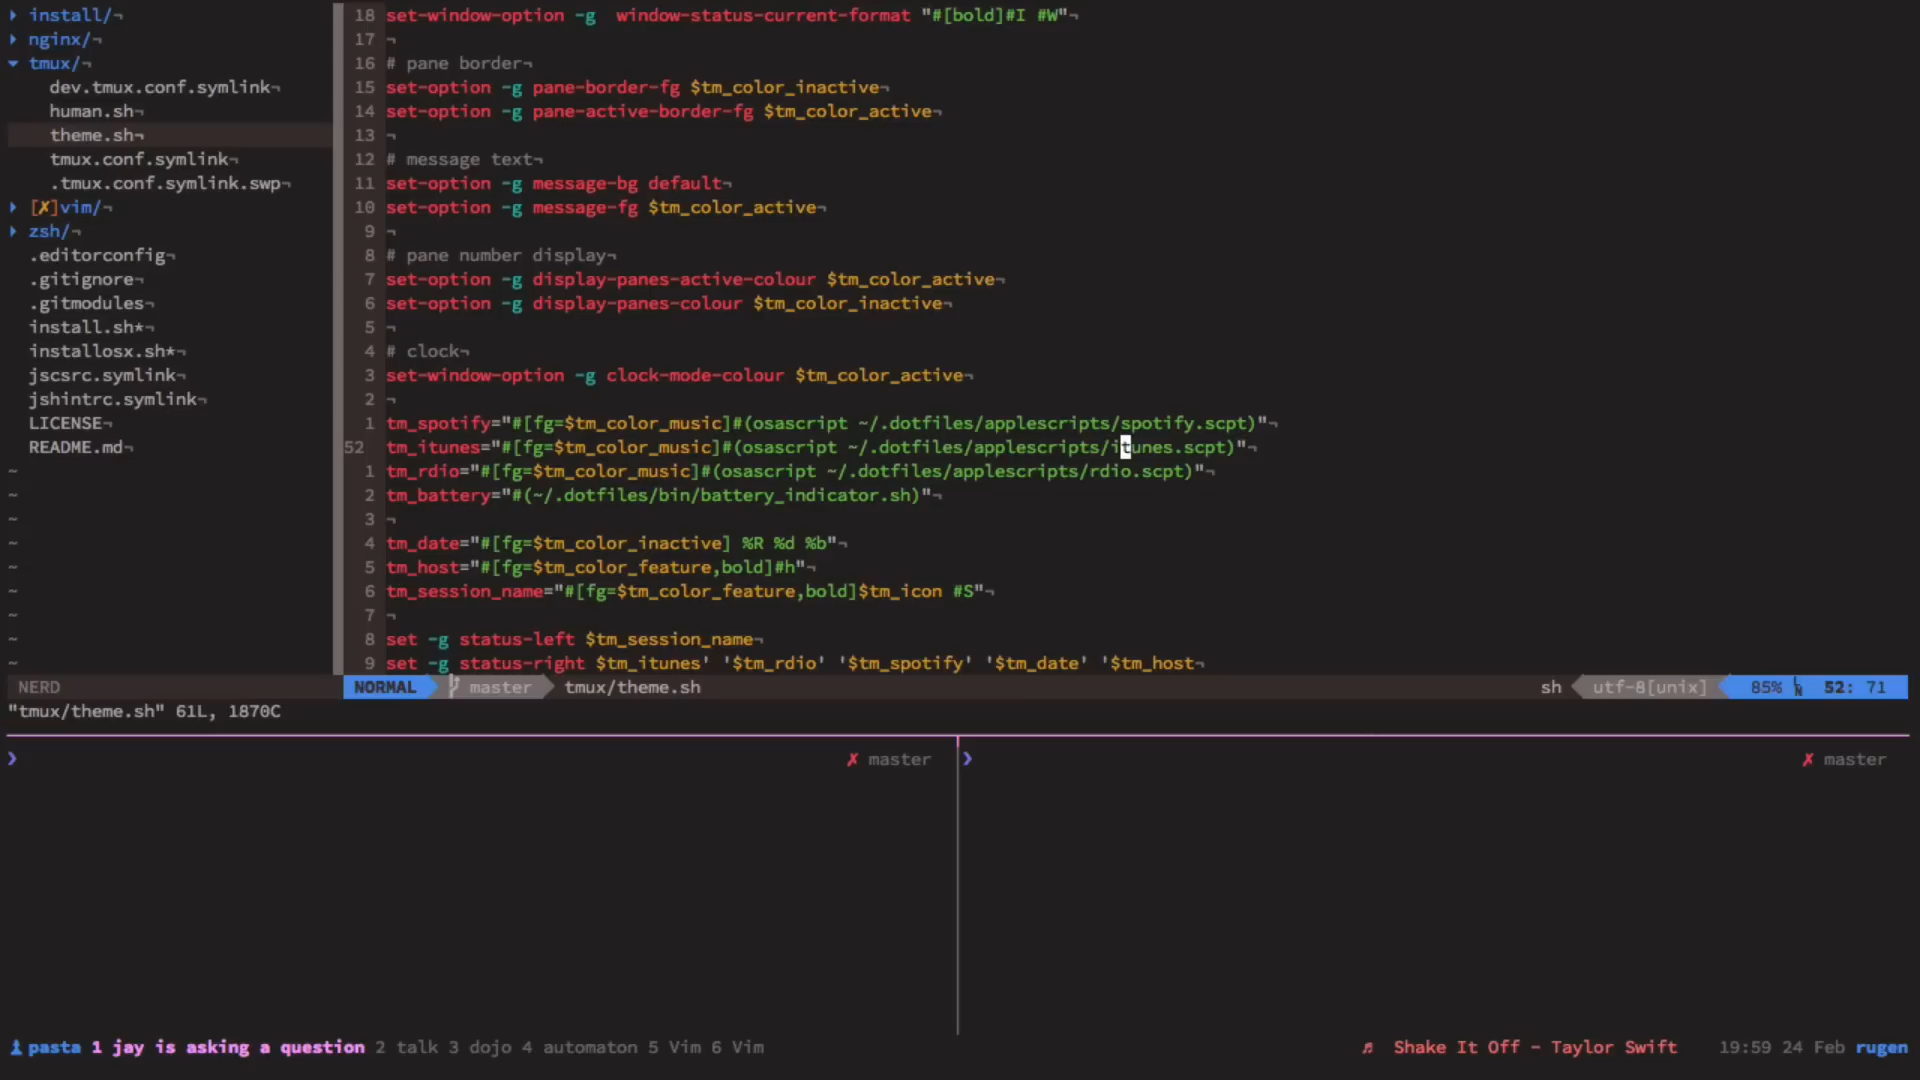 install/¬
nginx/¬
tmux/¬
dev.tmux.conf.symlink¬
human.sh¬
theme.sh¬
tmux.conf.symlink¬
.tmux.conf.symlink.swp¬
[✗]vim/¬
zsh/¬
.editorconfig¬
.gitignore¬
.gitmodules¬
install.sh*¬
installosx.sh*¬
jscsrc.symlink¬
jshintrc.symlink¬
LICENSE¬
README.md¬
~
~
~
~
~
~
~
~
~
18 set-window-option -g  window-status-current-format "#[bold]#I #W"¬
17 ¬
16 # pane border¬
15 set-option -g pane-border-fg $tm_color_inactive¬
14 set-option -g pane-active-border-fg $tm_color_active¬
13 ¬
12 # message text¬
11 set-option -g message-bg default¬
10 set-option -g message-fg $tm_color_active¬
9 ¬
8 # pane number display¬
7 set-option -g display-panes-active-colour $tm_color_active¬
6 set-option -g display-panes-colour $tm_color_inactive¬
5 ¬
4 # clock¬
3 set-window-option -g clock-mode-colour $tm_color_active¬
2 ¬
1 tm_spotify="#[fg=$tm_color_music]#(osascript ~/.dotfiles/applescripts/spotify.scpt)"¬
52 tm_itunes="#[fg=$tm_color_music]#(osascript ~/.dotfiles/applescripts/itunes.scpt)"¬
1 tm_rdio="#[fg=$tm_color_music]#(osascript ~/.dotfiles/applescripts/rdio.scpt)"¬
2 tm_battery="#(~/.dotfiles/bin/battery_indicator.sh)"¬
3 ¬
4 tm_date="#[fg=$tm_color_inactive] %R %d %b"¬
5 tm_host="#[fg=$tm_color_feature,bold]#h"¬
6 tm_session_name="#[fg=$tm_color_feature,bold]$tm_icon #S"¬
7 ¬
8 set -g status-left $tm_session_name¬
9 set -g status-right $tm_itunes' '$tm_rdio' '$tm_spotify' '$tm_date' '$tm_host¬
NERD
NORMAL master tmux/theme.sh sh utf-8[unix] 85% 52: 71
"tmux/theme.sh" 61L, 1870C
❯ ✗ master
❯ ✗ master
pasta 1 jay is asking a question 2 talk 3 dojo 4 automaton 5 Vim 6 Vim ♬ Shake It Off - Taylor Swift 19:59 24 Feb rugen